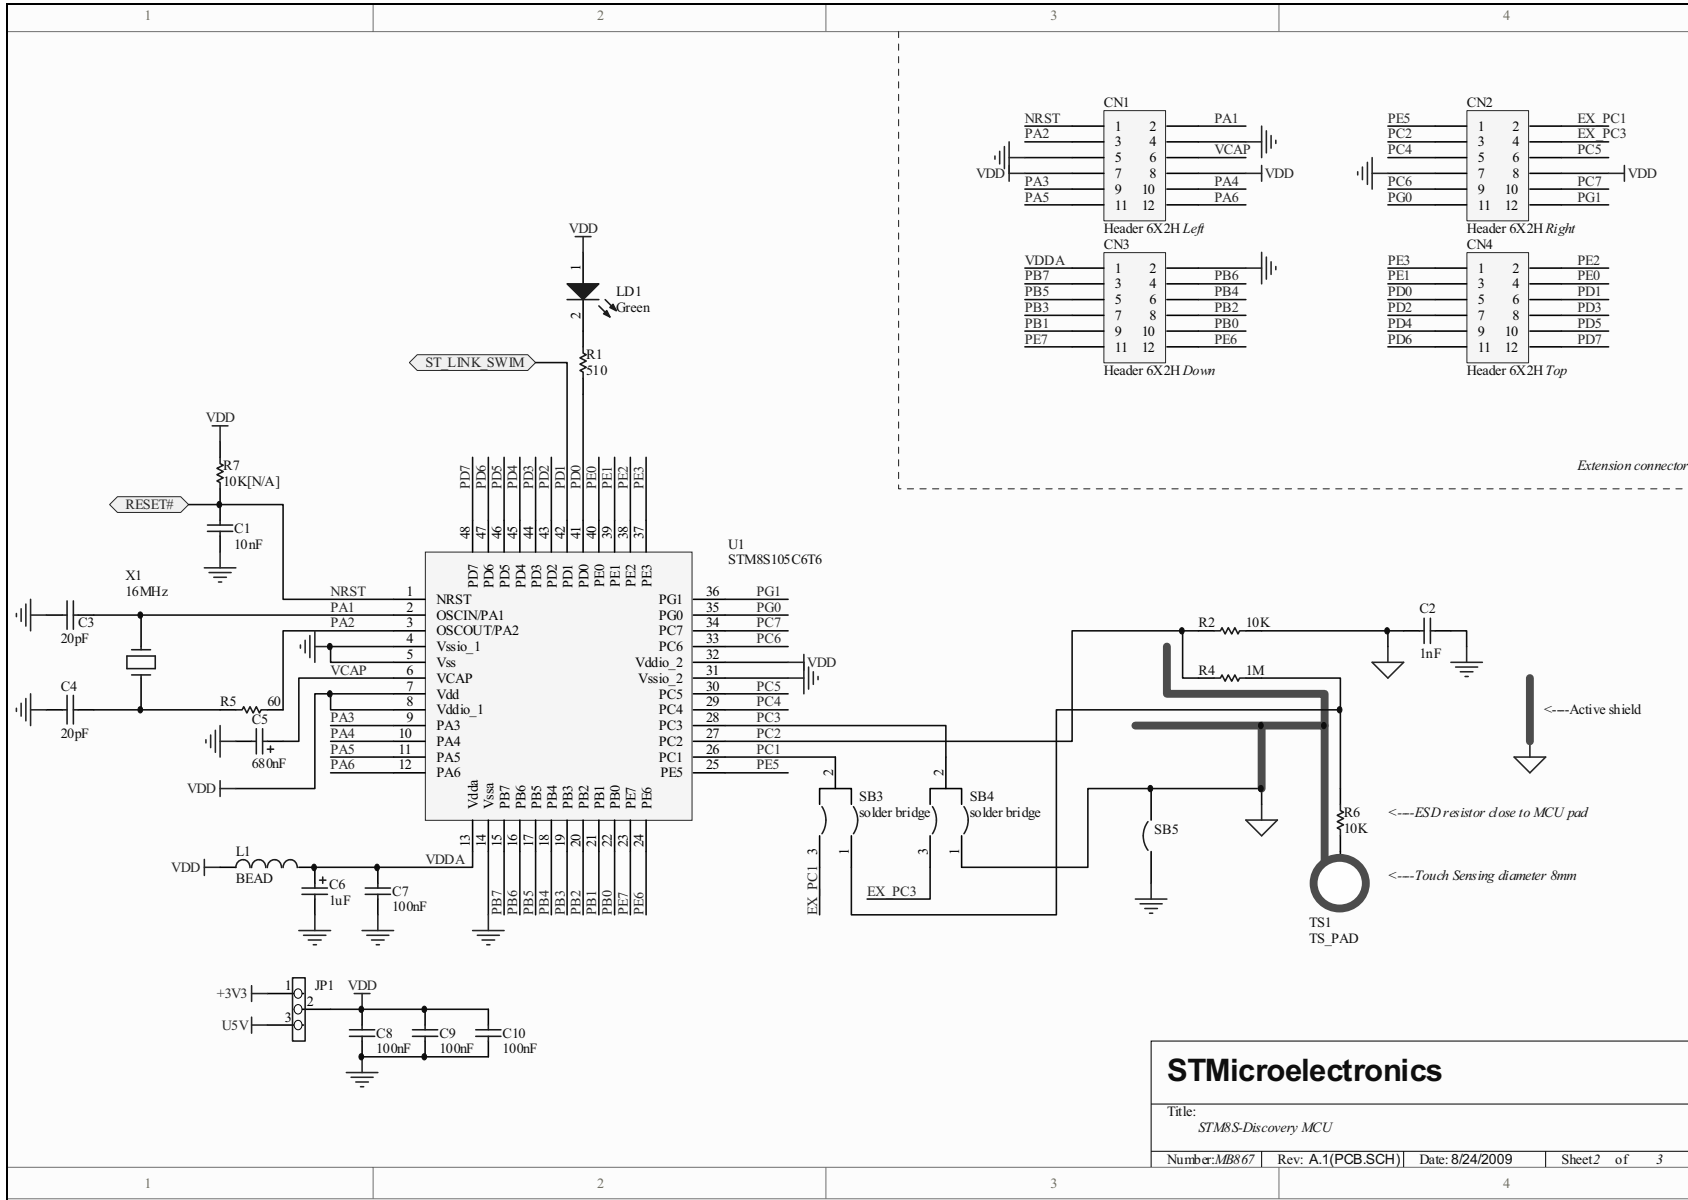 1 2 3 4
CN1
NRST 1 2 PA1
PA2 3 4
5 6 VCAP
VDD 7 8 VDD
PA3 9 10 PA4
PA5 11 12 PA6
Header 6X2H Left
CN2
PE5 1 2 EX_PC1
PC2 3 4 EX_PC3
PC4 5 6 PC5
7 8 VDD
PC6 9 10 PC7
PG0 11 12 PG1
Header 6X2H Right
CN3
VDDA 1 2
PB7 3 4 PB6
PB5 5 6 PB4
PB3 7 8 PB2
PB1 9 10 PB0
PE7 11 12 PE6
Header 6X2H Down
CN4
PE3 1 2 PE2
PE1 3 4 PE0
PD0 5 6 PD1
PD2 7 8 PD3
PD4 9 10 PD5
PD6 11 12 PD7
Header 6X2H Top
Extension connector
VDD
1
LD1
Green
2
R1
510
ST_LINK_SWIM
VDD
R7
10K[N/A]
RESET#
C1
10nF
X1
16MHz
C3
20pF
C4
20pF
R5 60
C5
+
680nF
VDD
PD7 PD6 PD5 PD4 PD3 PD2 PD1 PD0 PE0 PE1 PE2 PE3
48 47 46 45 44 43 42 41 40 39 38 37
PD7 PD6 PD5 PD4 PD3 PD2 PD1 PD0 PE0 PE1 PE2 PE3
U1
STM8S105C6T6
NRST 1 NRST
PA1 2 OSCIN/PA1
PA2 3 OSCOUT/PA2
4 Vssio_1
5 Vss
VCAP 6 VCAP
7 Vdd
8 Vddio_1
PA3 9 PA3
PA4 10 PA4
PA5 11 PA5
PA6 12 PA6
PG1 36 PG1
PG0 35 PG0
PC7 34 PC7
PC6 33 PC6
Vddio_2 32 VDD
Vssio_2 31
PC5 30 PC5
PC4 29 PC4
PC3 28 PC3
PC2 27 PC2
PC1 26 PC1
PE5 25 PE5
Vdda Vssa PB7 PB6 PB5 PB4 PB3 PB2 PB1 PB0 PE7 PE6
13 14 15 16 17 18 19 20 21 22 23 24
PB7 PB6 PB5 PB4 PB3 PB2 PB1 PB0 PE7 PE6
VDD
L1
BEAD
VDDA
+
C6
1uF
C7
100nF
+3V3
U5V
1
2
3
JP1
VDD
C8
100nF
C9
100nF
C10
100nF
2
SB3
solder bridge
3 1
EX_PC1
2
SB4
solder bridge
3 1
EX_PC3
SB5
R2 10K
R4 1M
C2
1nF
<----Active shield
R6
10K
<----ESD resistor close to MCU pad
<----Touch Sensing diameter 8mm
TS1
TS_PAD
STMicroelectronics
Title:
STM8S-Discovery MCU
Number:MB867 Rev: A.1(PCB.SCH) Date: 8/24/2009 Sheet2 of 3
1 2 3 4